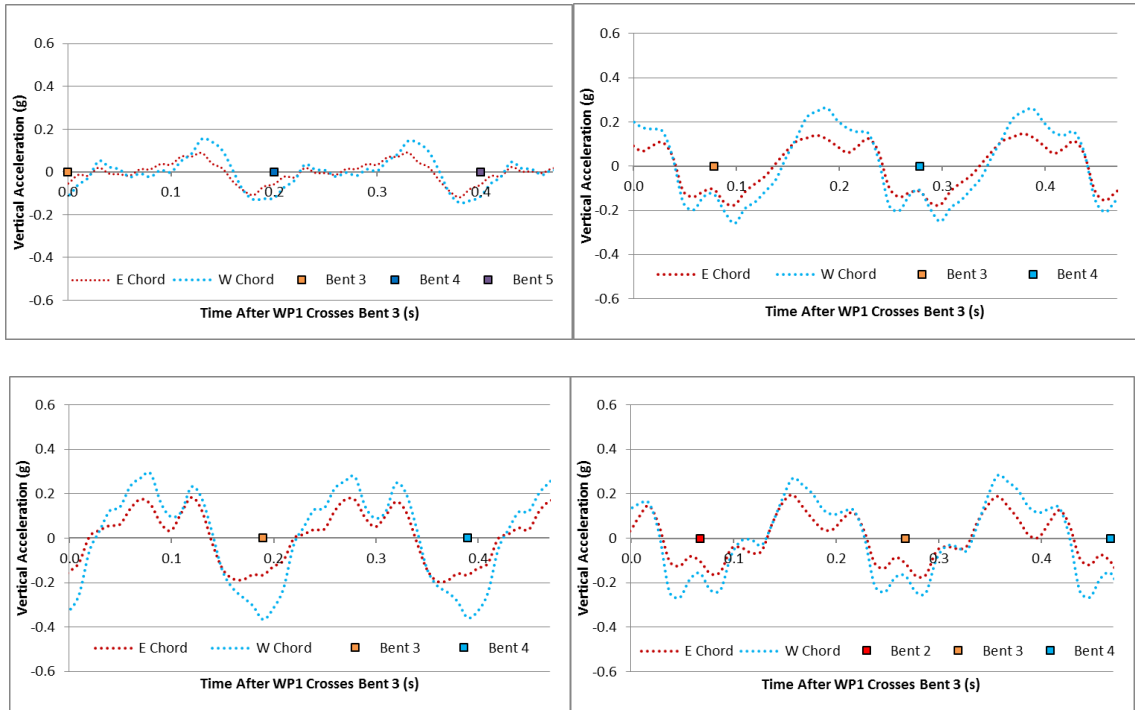 0.6
0.4
0.2
0
-0.2
-0.4
-0.6
Vertical Acceleration (g)
0.0 0.1 0.2 0.3 0.4
E Chord W Chord Bent 3 Bent 4 Bent 5
Time After WP1 Crosses Bent 3 (s)
0.6
0.4
0.2
0
-0.2
-0.4
-0.6
Vertical Acceleration (g)
0.0 0.1 0.2 0.3 0.4
E Chord W Chord Bent 3 Bent 4
Time After WP1 Crosses Bent 3 (s)
0.6
0.4
0.2
0
-0.2
-0.4
-0.6
Vertical Acceleration (g)
0.0 0.1 0.2 0.3 0.4
E Chord W Chord Bent 3 Bent 4
Time After WP1 Crosses Bent 3 (s)
0.6
0.4
0.2
0
-0.2
-0.4
-0.6
Vertical Acceleration (g)
0.0 0.1 0.2 0.3 0.4
E Chord W Chord Bent 2 Bent 3 Bent 4
Time After WP1 Crosses Bent 3 (s)